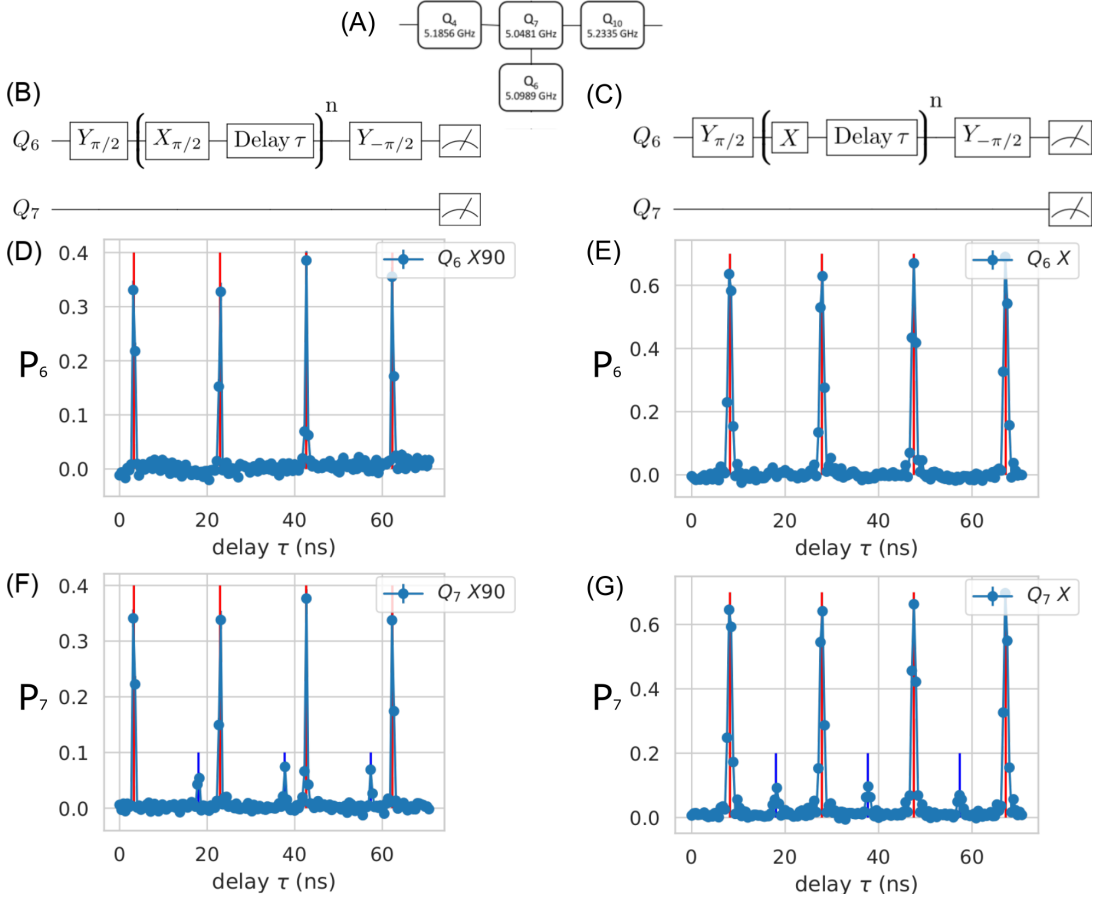 (A)
Q4 Q7 Q10
5.1856 GHz 5.0481 GHz 5.2335 GHz
Q6
5.0989 GHz
(B)
n
Q6 Yπ/2 ( Xπ/2 Delay τ ) Y−π/2
Q7
(C)
n
Q6 Yπ/2 ( X Delay τ ) Y−π/2
Q7
(D)
Q6 X90
0.4
0.3
0.2
0.1
0.0
P6
0 20 40 60
delay τ (ns)
(E)
Q6 X
0.6
0.4
0.2
0.0
P6
0 20 40 60
delay τ (ns)
(F)
Q7 X90
0.4
0.3
0.2
0.1
0.0
P7
0 20 40 60
delay τ (ns)
(G)
Q7 X
0.6
0.4
0.2
0.0
P7
0 20 40 60
delay τ (ns)